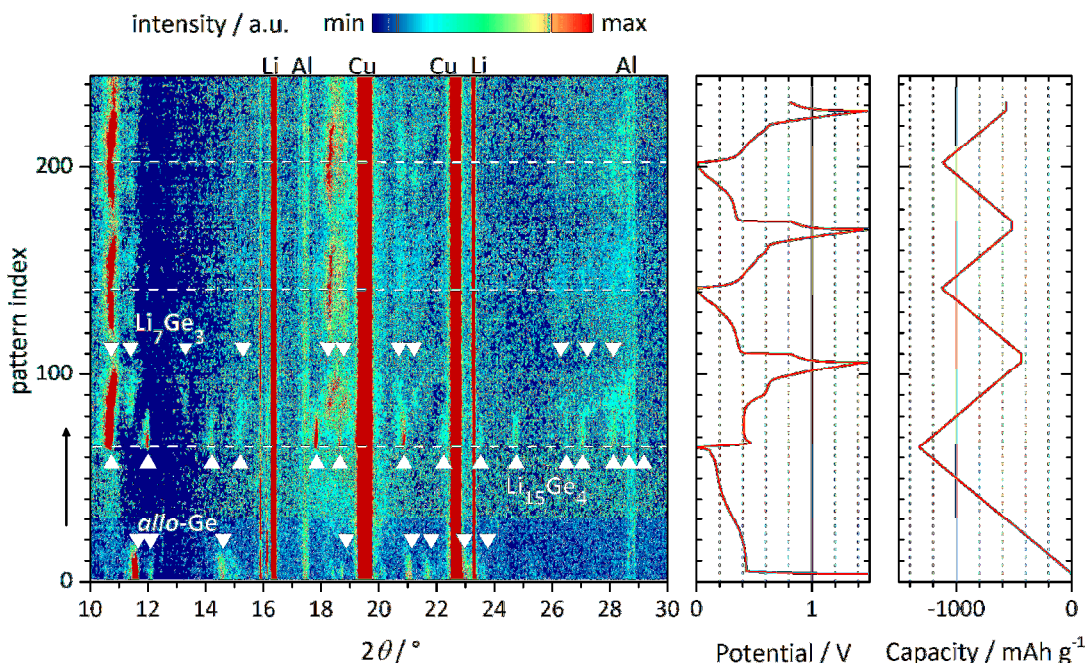 intensity / a.u. min max
Li Al Cu Cu Li Al
pattern index
200
100
0
Li7Ge3
Li15Ge4
allo-Ge
10 12 14 16 18 20 22 24 26 28 30
2θ / °
0 1
Potential / V
-1000 0
Capacity / mAh g-1